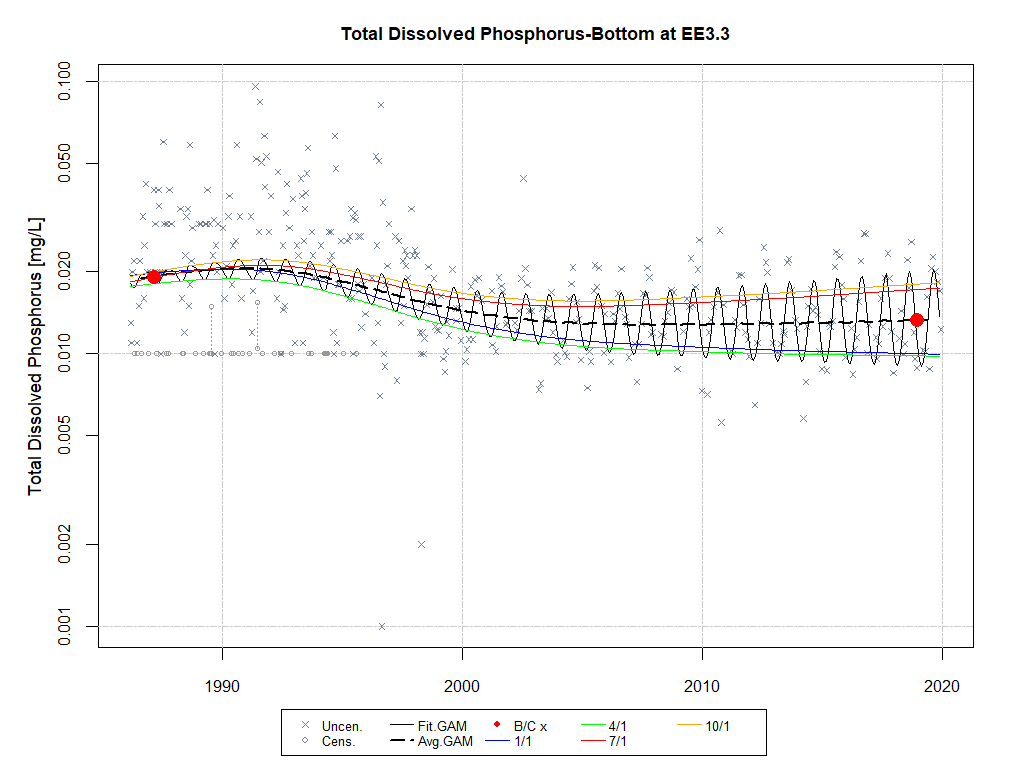 Total Dissolved Phosphorus-Bottom at EE3.3
Total Dissolved Phosphorus [mg/L]
0.100
0.050
0.020
0.010
0.005
0.002
0.001
1990 2000 2010 2020
Uncen. Fit.GAM B/C x 4/1 10/1
Cens. Avg.GAM 1/1 7/1